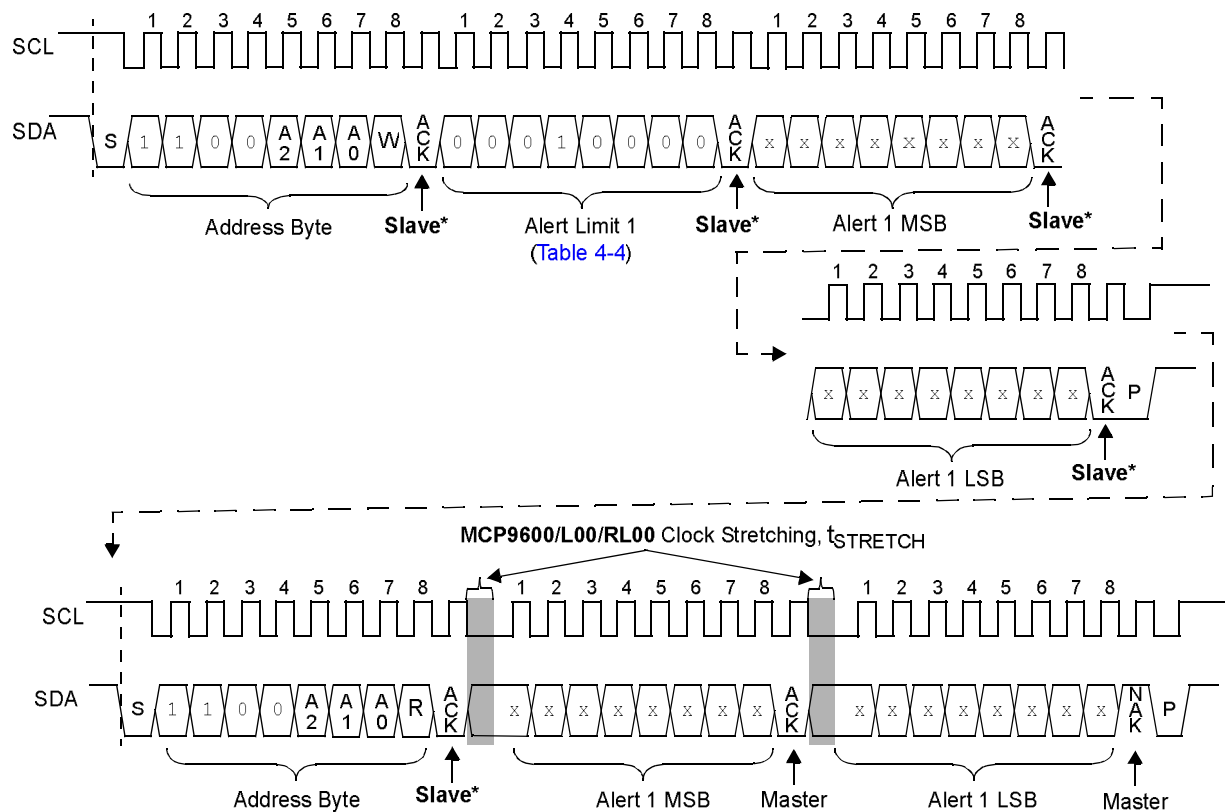 1 2 3 4 5 6 7 8 1 2 3 4 5 6 7 8 1 2 3 4 5 6 7 8
SCL
SDA S 1 1 0 0 A2 A1 A0 W ACK 0 0 0 1 0 0 0 0 ACK x x x x x x x x ACK
Address Byte Slave* Alert Limit 1 Slave* Alert 1 MSB Slave*
(Table 4-4)
1 2 3 4 5 6 7 8
x x x x x x x x ACK P
Alert 1 LSB Slave*
MCP9600/L00/RL00 Clock Stretching, tSTRETCH
1 2 3 4 5 6 7 8 1 2 3 4 5 6 7 8 1 2 3 4 5 6 7 8
SCL
SDA S 1 1 0 0 A2 A1 A0 R ACK x x x x x x x x ACK x x x x x x x x NAK P
Address Byte Slave* Alert 1 MSB Master Alert 1 LSB Master